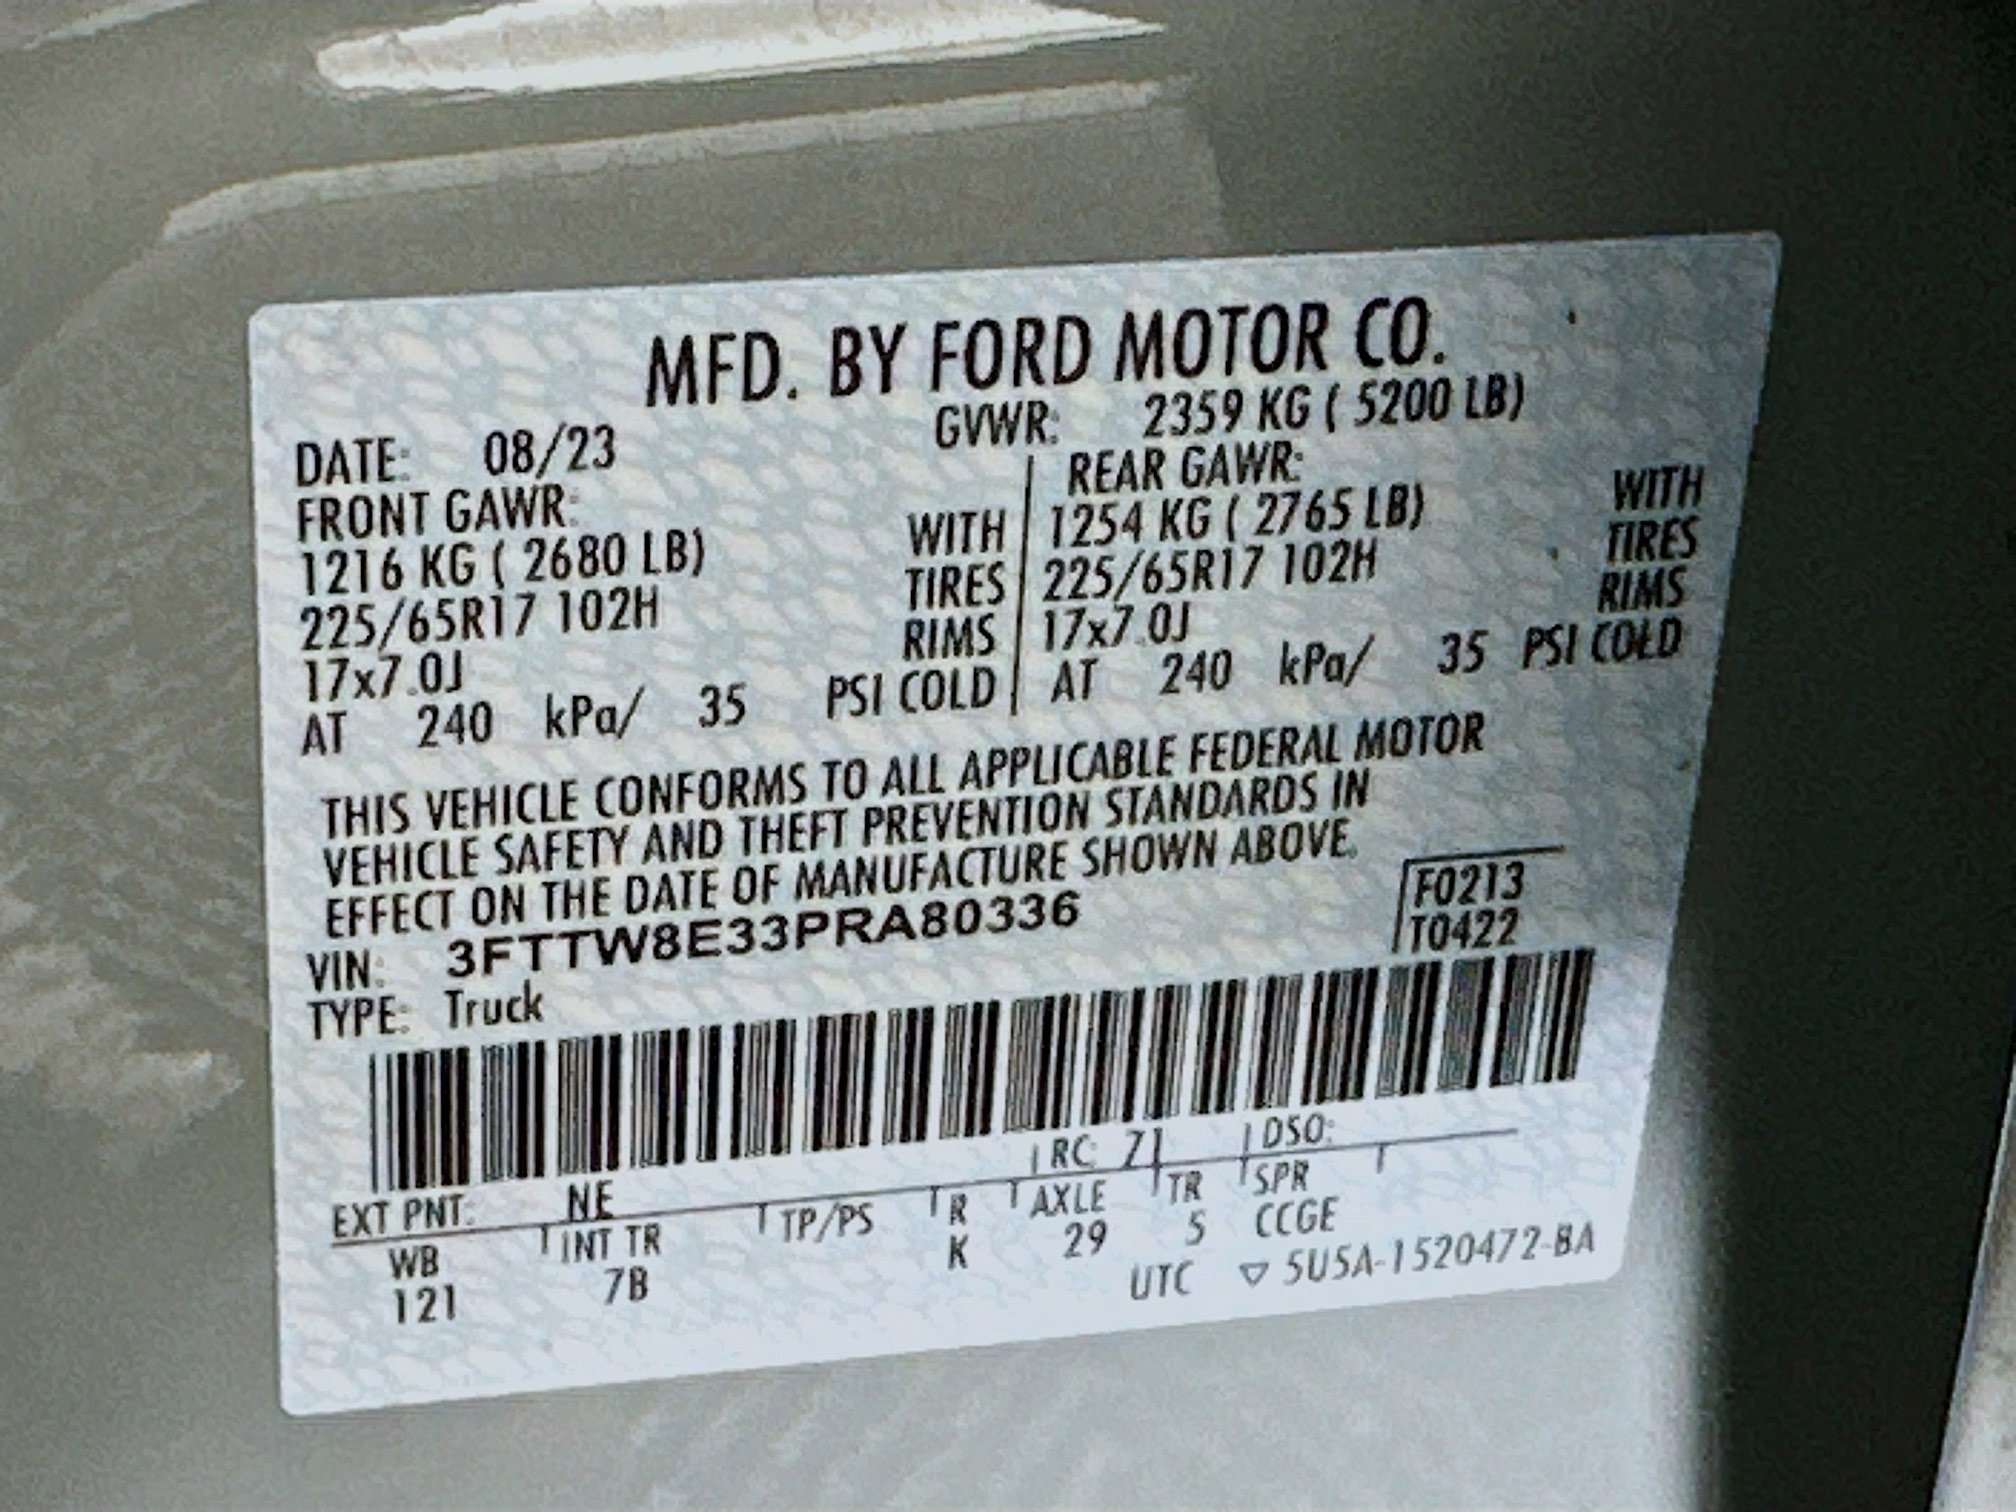 MFD. BY FORD MOTOR CO.
DATE: 08/23 GVWR: 2359 KG ( 5200 LB)
FRONT GAWR: REAR GAWR:
1216 KG ( 2680 LB) WITH 1254 KG ( 2765 LB) WITH
225/65R17 102H TIRES 225/65R17 102H TIRES
17x7.0J RIMS 17x7.0J RIMS
AT 240 kPa/ 35 PSI COLD AT 240 kPa/ 35 PSI COLD
THIS VEHICLE CONFORMS TO ALL APPLICABLE FEDERAL MOTOR
VEHICLE SAFETY AND THEFT PREVENTION STANDARDS IN
EFFECT ON THE DATE OF MANUFACTURE SHOWN ABOVE.
VIN: 3FTTW8E33PRA80336 F0213
TYPE: Truck T0422
EXT PNT: NE RC: 71 DSO:
WB INT TR TP/PS R AXLE TR SPR
121 7B K 29 5 CCGE
UTC ▽ 5U5A-1520472-BA